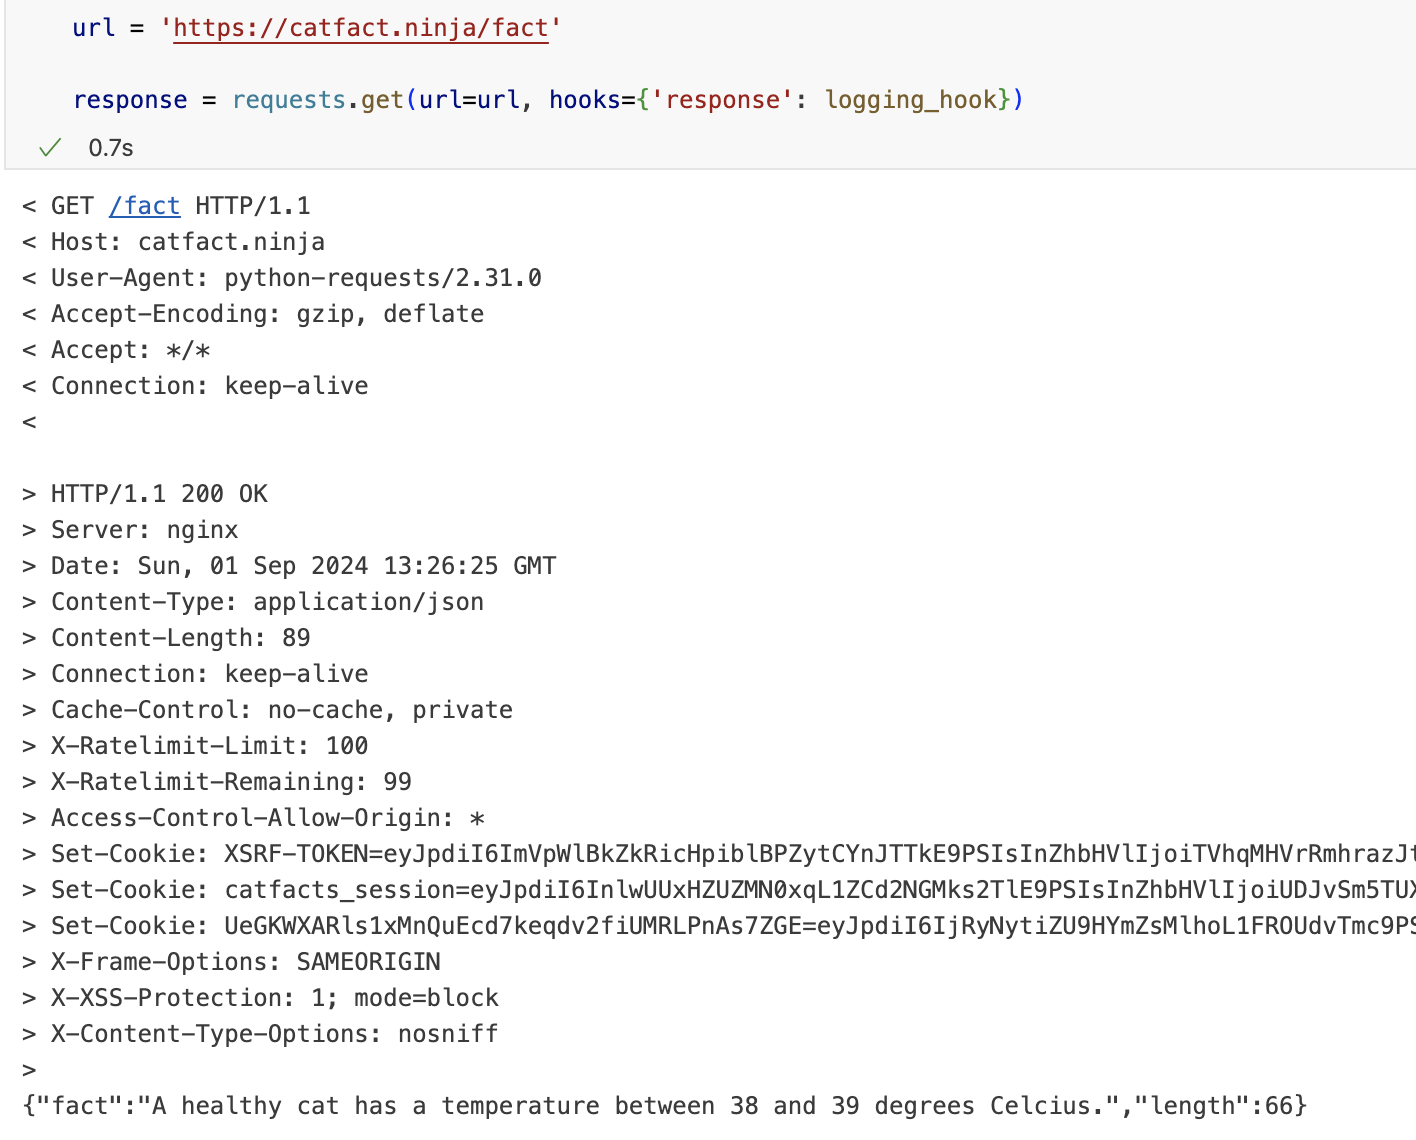 url = 'https://catfact.ninja/fact'
response = requests.get(url=url, hooks={'response': logging_hook})
0.7s
< GET /fact HTTP/1.1
< Host: catfact.ninja
< User-Agent: python-requests/2.31.0
< Accept-Encoding: gzip, deflate
< Accept: */*
< Connection: keep-alive
<
> HTTP/1.1 200 OK
> Server: nginx
> Date: Sun, 01 Sep 2024 13:26:25 GMT
> Content-Type: application/json
> Content-Length: 89
> Connection: keep-alive
> Cache-Control: no-cache, private
> X-Ratelimit-Limit: 100
> X-Ratelimit-Remaining: 99
> Access-Control-Allow-Origin: *
> Set-Cookie: XSRF-TOKEN=eyJpdiI6ImVpWlBkZkRicHpiblBPZytCYnJTTkE9PSIsInZhbHVlIjoiTVhqMHVrRmhrazJt
> Set-Cookie: catfacts_session=eyJpdiI6InlwUUxHZUZMN0xqL1ZCd2NGMks2TlE9PSIsInZhbHVlIjoiUDJvSm5TUX
> Set-Cookie: UeGKWXARls1xMnQuEcd7keqdv2fiUMRLPnAs7ZGE=eyJpdiI6IjRyNytiZU9HYmZsMlhoL1FROUdvTmc9PS
> X-Frame-Options: SAMEORIGIN
> X-XSS-Protection: 1; mode=block
> X-Content-Type-Options: nosniff
>
{"fact":"A healthy cat has a temperature between 38 and 39 degrees Celcius.","length":66}